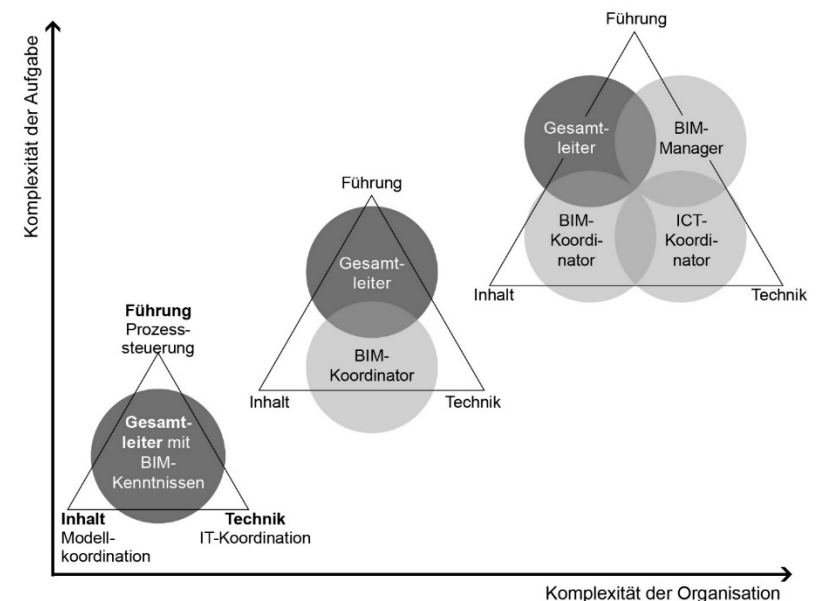 Komplexität der Aufgabe
Führung
Gesamt-
leiter
BIM-
Manager
BIM-
Koordi-
nator
ICT-
Koordi-
nator
Inhalt
Technik
Führung
Gesamt-
leiter
BIM-
Koordinator
Inhalt
Technik
Führung
Prozess-
steuerung
Gesamt-
leiter mit
BIM-
Kenntnissen
Inhalt
Modell-
koordination
Technik
IT-Koordination
Komplexität der Organisation